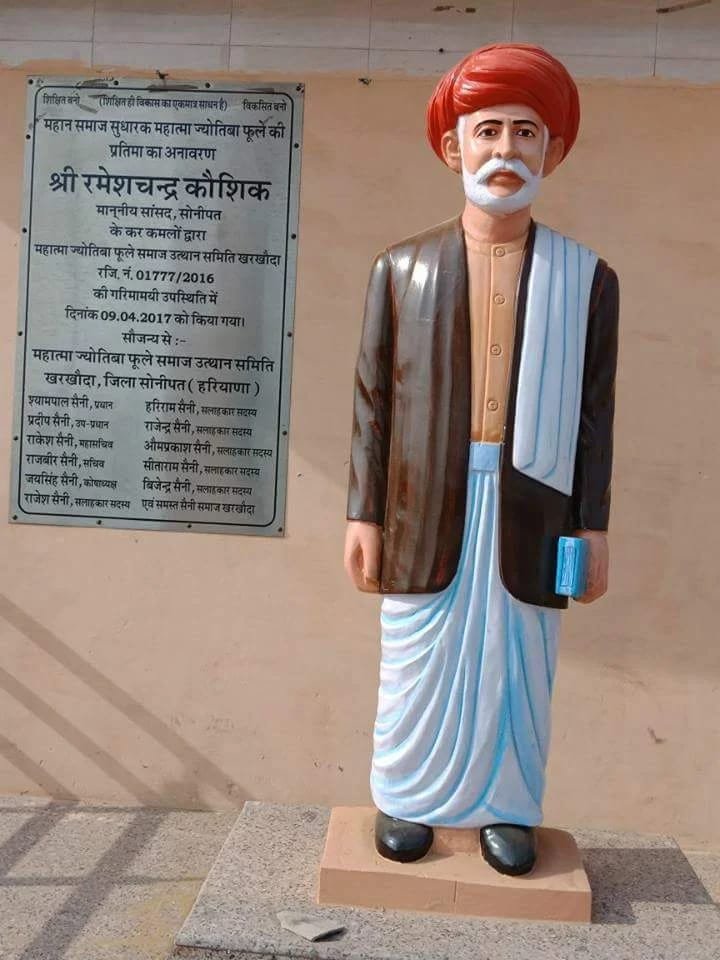 शिक्षित बनो (शिक्षित ही विकास का एकमात्र साधन है) विकसित बनो
महान समाज सुधारक महात्मा ज्योतिबा फूले की
प्रतिमा का अनावरण
श्री रमेशचन्द्र कौशिक
माननीय सांसद, सोनीपत
के कर कमलों द्वारा
महात्मा ज्योतिबा फूले समाज उत्थान समिति खरखौदा
रजि. नं. 01777/2016
की गरिमामयी उपस्थिति में
दिनांक 09.04.2017 को किया गया।
सौजन्य से :-
महात्मा ज्योतिबा फूले समाज उत्थान समिति
खरखौदा, जिला सोनीपत ( हरियाणा )
श्यामपाल सैनी, प्रधान हरिराम सैनी, सलाहकार सदस्य
प्रदीप सैनी, उप-प्रधान राजेन्द्र सैनी, सलाहकार सदस्य
राकेश सैनी, महासचिव औमप्रकाश सैनी, सलाहकार सदस्य
राजबीर सैनी, सचिव सीताराम सैनी, सलाहकार सदस्य
जयसिंह सैनी, कोषाध्यक्ष बिजेन्द्र सैनी, सलाहकार सदस्य
राजेश सैनी, सलाहकार सदस्य एवं समस्त सैनी समाज खरखौदा